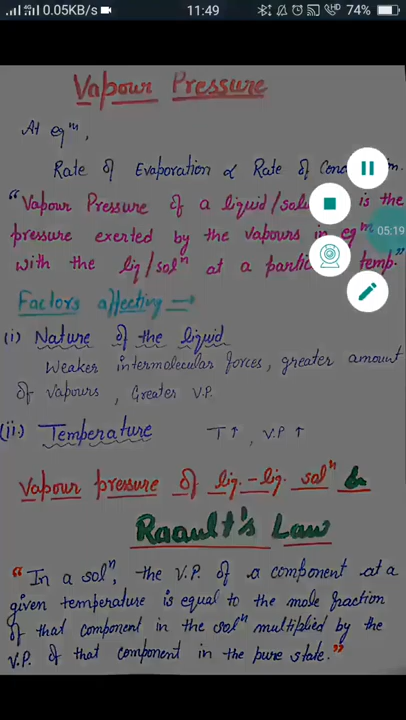 0.05KB/s 11:49 74%
Vapour Pressure
At eqᵐ,
Rate of Evaporation ∝ Rate of Con
"Vapour Pressure of a liquid/sol is the
pressure exerted by the vapours in eqᵐ
05:19
with the liq/solⁿ at a partic temp."
Factors affecting →
(i) Nature of the liquid
Weaker intermolecular forces, greater amount
of vapours, Greater V.P.
(ii) Temperature T↑, V.P ↑
Vapour pressure of liq.-liq. solⁿ &
Raoult's Law
"In a solⁿ, the V.P. of a component at a
given temperature is equal to the mole fraction
of that component in the solⁿ multiplied by the
V.P. of that component in the pure state."